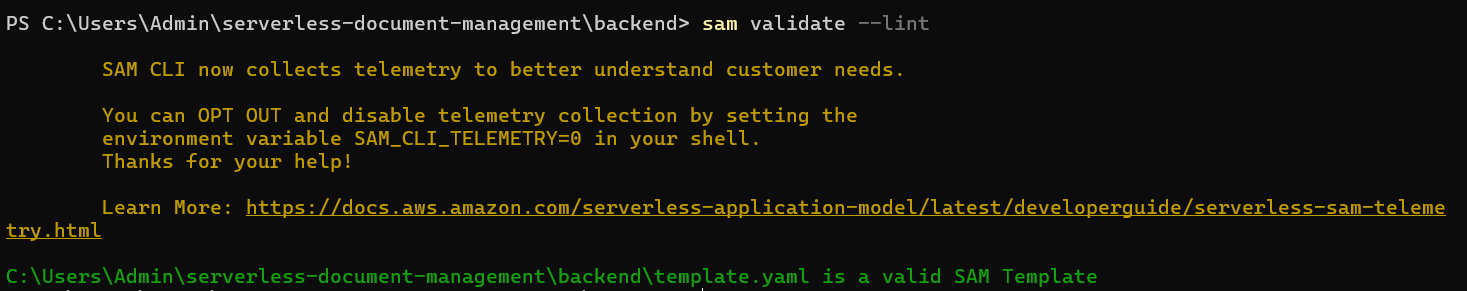 PS C:\Users\Admin\serverless-document-management\backend> sam validate --lint
SAM CLI now collects telemetry to better understand customer needs.
You can OPT OUT and disable telemetry collection by setting the
environment variable SAM_CLI_TELEMETRY=0 in your shell.
Thanks for your help!
Learn More: https://docs.aws.amazon.com/serverless-application-model/latest/developerguide/serverless-sam-teleme
try.html
C:\Users\Admin\serverless-document-management\backend\template.yaml is a valid SAM Template